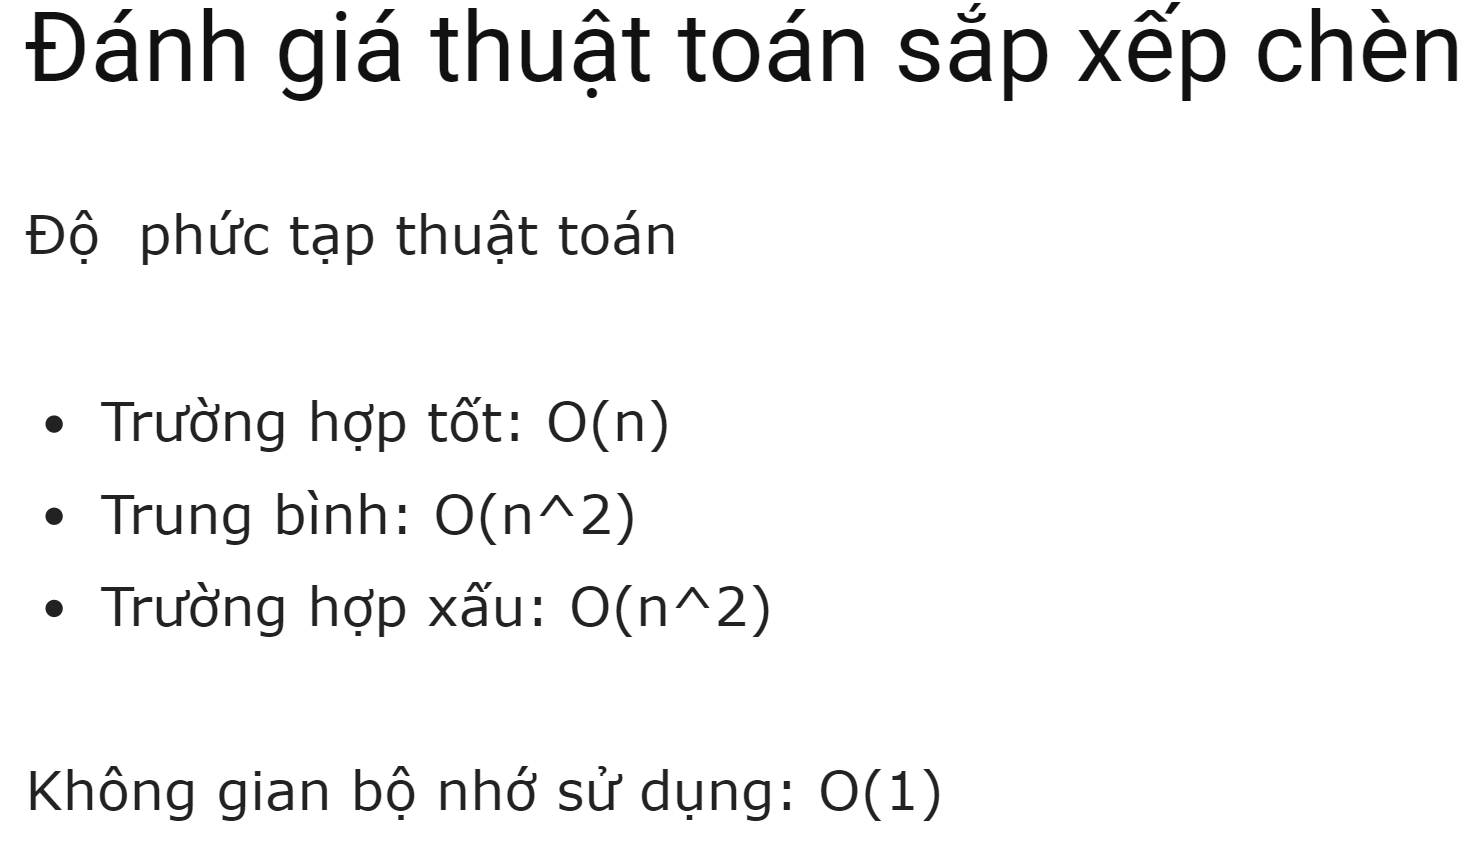 Đánh giá thuật toán sắp xếp chèn
Độ  phức tạp thuật toán
• Trường hợp tốt: O(n)
• Trung bình: O(n^2)
• Trường hợp xấu: O(n^2)
Không gian bộ nhớ sử dụng: O(1)